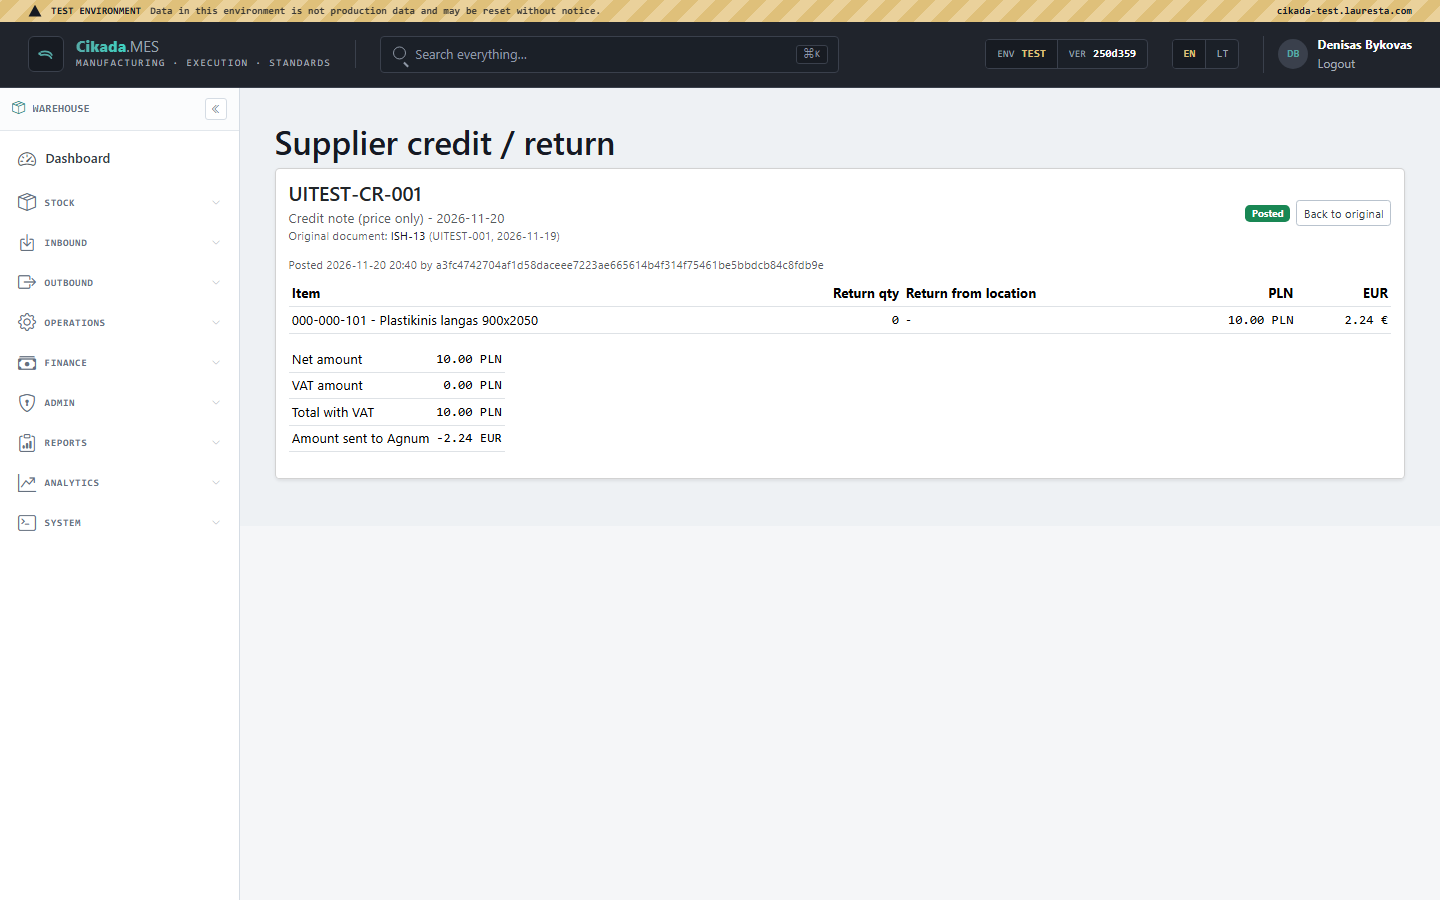 TEST ENVIRONMENT Data in this environment is not production data and may be reset without notice. cikada-test.lauresta.com
Cikada.MES
MANUFACTURING · EXECUTION · STANDARDS
Search everything... ⌘K
ENV TEST VER 250d359 EN LT
DB Denisas Bykovas
Logout
WAREHOUSE
Dashboard
STOCK
INBOUND
OUTBOUND
OPERATIONS
FINANCE
ADMIN
REPORTS
ANALYTICS
SYSTEM
Supplier credit / return
UITEST-CR-001
Credit note (price only) - 2026-11-20
Original document: ISH-13 (UITEST-001, 2026-11-19)
Posted Back to original
Posted 2026-11-20 20:40 by a3fc4742704af1d58daceee7223ae665614b4f314f75461be5bbdcb84c8fdb9e
Item Return qty Return from location PLN EUR
000-000-101 - Plastikinis langas 900x2050 0 - 10.00 PLN 2.24 €
Net amount 10.00 PLN
VAT amount 0.00 PLN
Total with VAT 10.00 PLN
Amount sent to Agnum -2.24 EUR